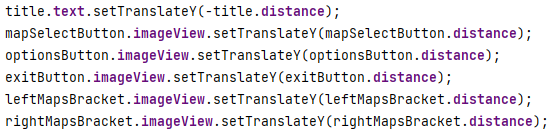 title.text.setTranslateY(-title.distance);
mapSelectButton.imageView.setTranslateY(mapSelectButton.distance);
optionsButton.imageView.setTranslateY(optionsButton.distance);
exitButton.imageView.setTranslateY(exitButton.distance);
leftMapsBracket.imageView.setTranslateY(leftMapsBracket.distance);
rightMapsBracket.imageView.setTranslateY(rightMapsBracket.distance);